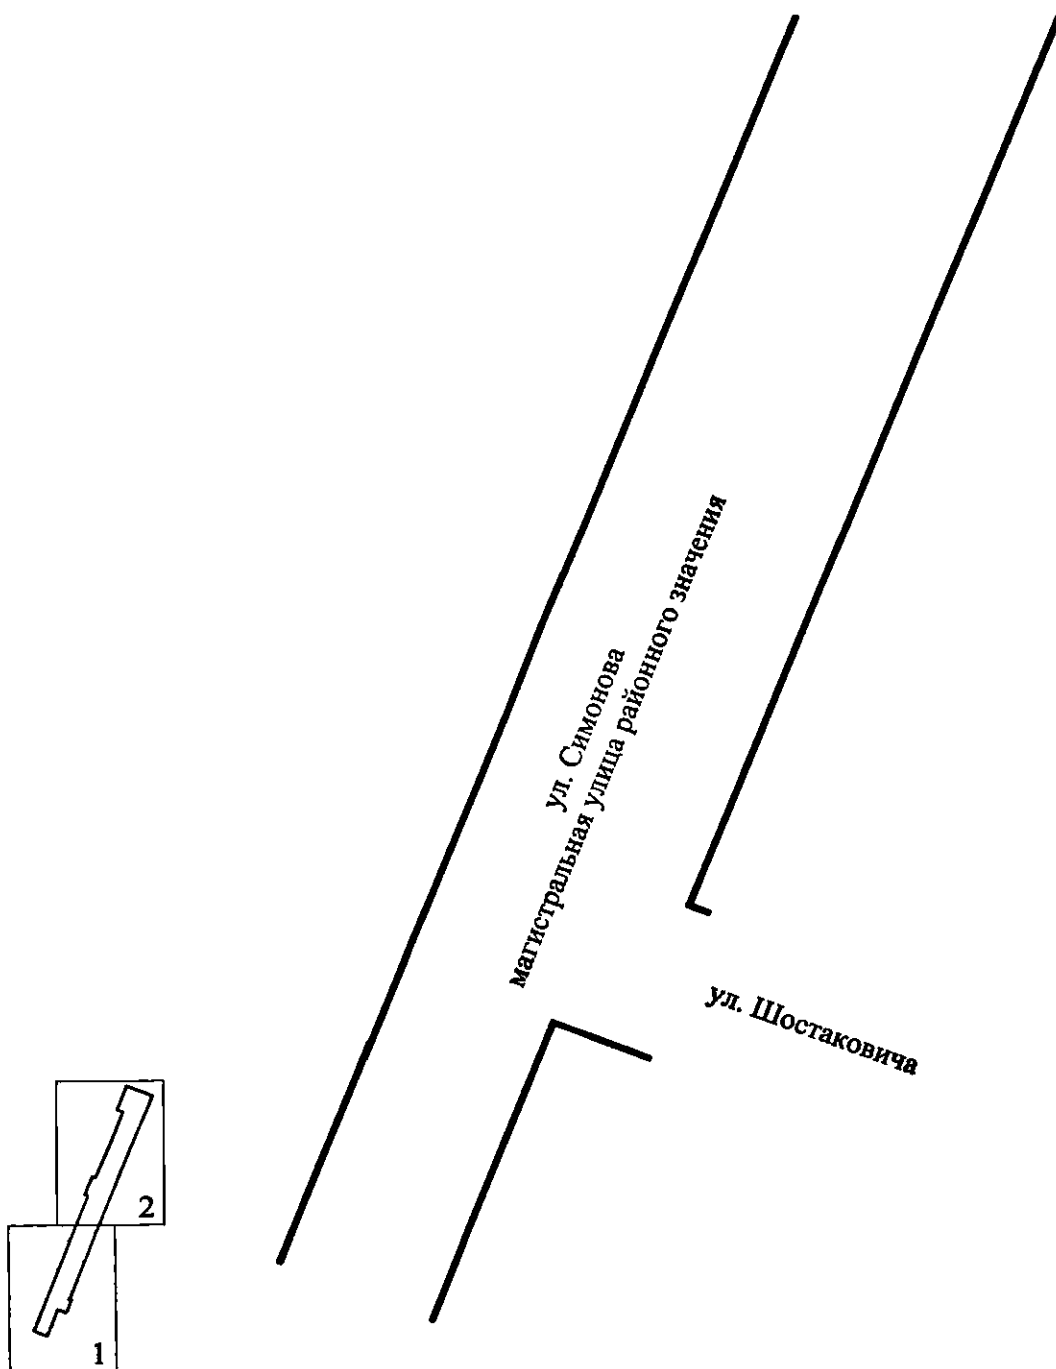 ул. Симонова
магистральная улица районного значения
ул. Шостаковича
2
1